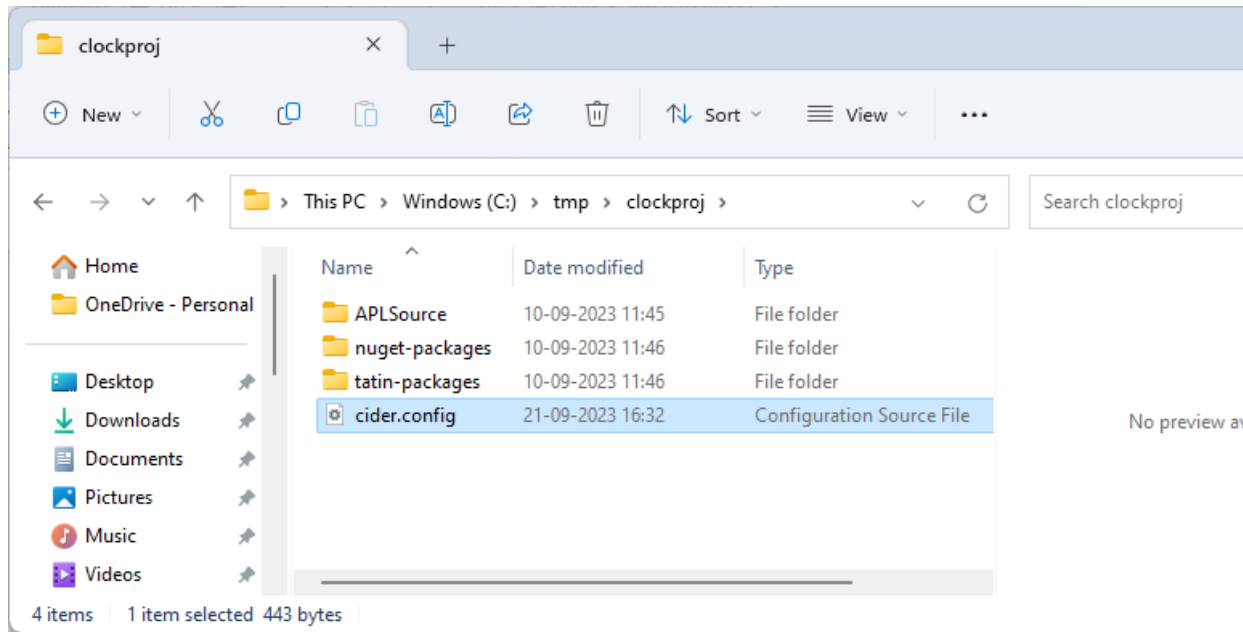 clockproj
New Sort View
This PC > Windows (C:) > tmp > clockproj > Search clockproj
Home
OneDrive - Personal
Desktop
Downloads
Documents
Pictures
Music
Videos
Name Date modified Type
APLSource 10-09-2023 11:45 File folder
nuget-packages 10-09-2023 11:46 File folder
tatin-packages 10-09-2023 11:46 File folder
cider.config 21-09-2023 16:32 Configuration Source File
No preview av
4 items 1 item selected 443 bytes